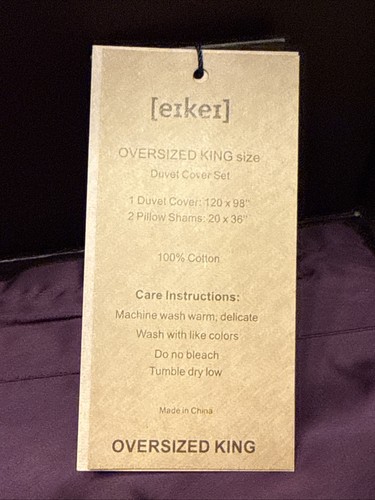 [eıkeı]
OVERSIZED KING size
Duvet Cover Set
1 Duvet Cover: 120 x 98"
2 Pillow Shams: 20 x 36"
100% Cotton
Care Instructions:
Machine wash warm; delicate
Wash with like colors
Do no bleach
Tumble dry low
Made in China
OVERSIZED KING